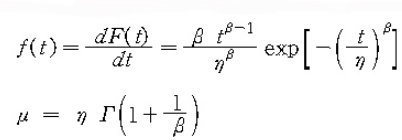 f(t) = dF(t)/dt = β t^(β−1)/η^β exp[−(t/η)^β]
μ = η Γ(1 + 1/β)